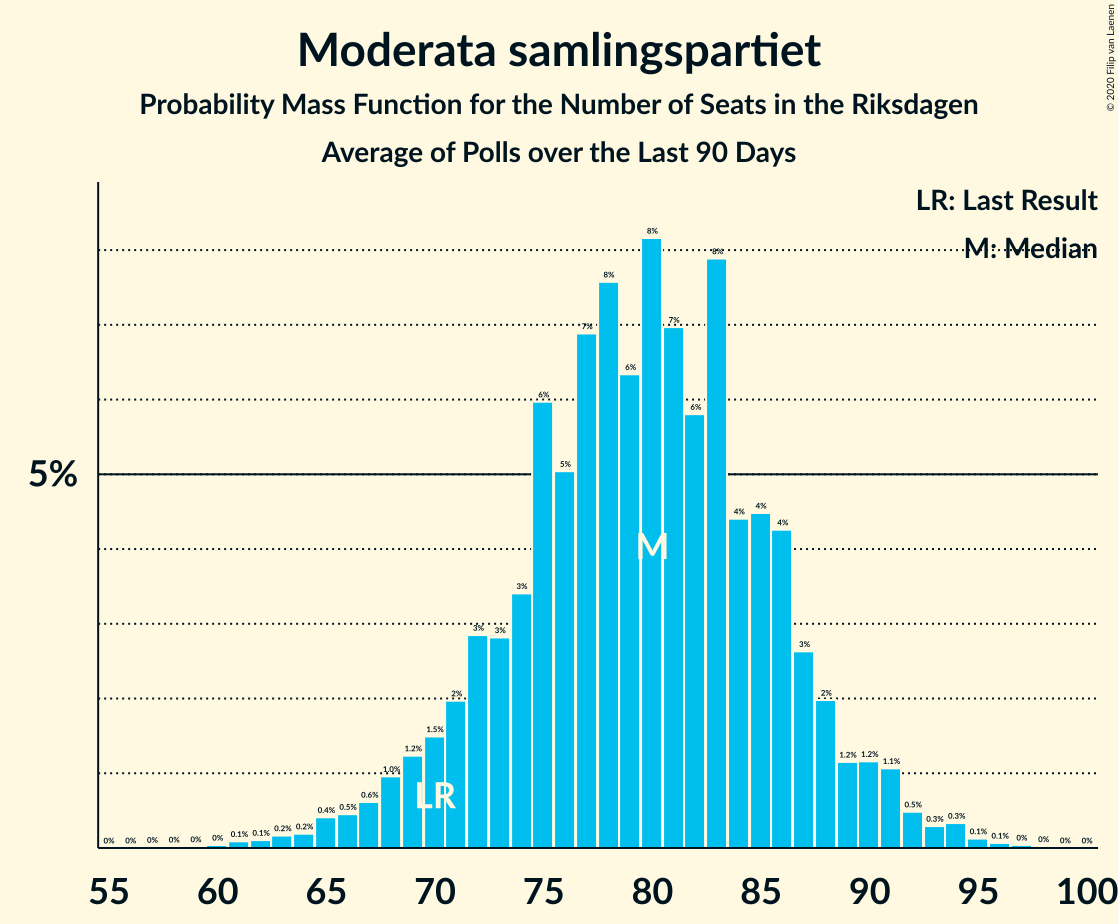 Moderata samlingspartiet
Probability Mass Function for the Number of Seats in the Riksdagen
Average of Polls over the Last 90 Days
© 2020 Filip van Laenen
LR: Last Result
M: Median
5%
0% 0% 0% 0% 0% 0% 0.1% 0.1% 0.2% 0.2% 0.4% 0.5% 0.6% 1.0% 1.2% 1.5% 2% 3% 3% 3% 6% 5% 7% 8% 6% 8% 7% 6% 8% 4% 4% 4% 3% 2% 1.2% 1.2% 1.1% 0.5% 0.3% 0.3% 0.1% 0.1% 0% 0% 0% 0%
M
LR
55 60 65 70 75 80 85 90 95 100